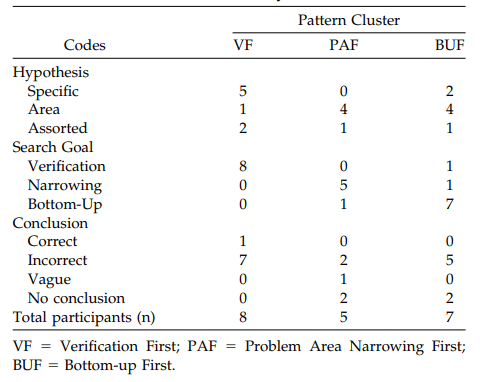 Pattern Cluster
Codes VF PAF BUF
Hypothesis
Specific 5 0 2
Area 1 4 4
Assorted 2 1 1
Search Goal
Verification 8 0 1
Narrowing 0 5 1
Bottom-Up 0 1 7
Conclusion
Correct 1 0 0
Incorrect 7 2 5
Vague 0 1 0
No conclusion 0 2 2
Total participants (n) 8 5 7
VF = Verification First; PAF = Problem Area Narrowing First;
BUF = Bottom-up First.